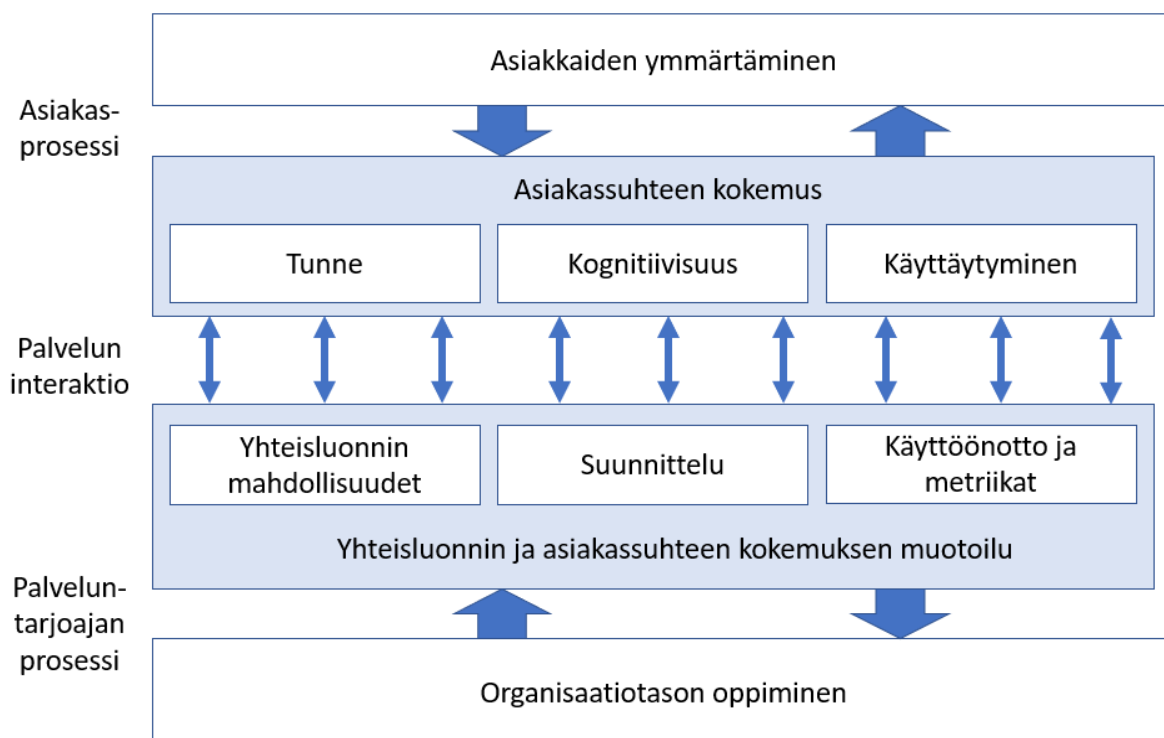 Asiakkaiden ymmärtäminen
Asiakas-
prosessi
Asiakassuhteen kokemus
Tunne
Kognitiivisuus
Käyttäytyminen
Palvelun
interaktio
Yhteisluonnin
mahdollisuudet
Suunnittelu
Käyttöönotto ja
metriikat
Yhteisluonnin ja asiakassuhteen kokemuksen muotoilu
Palvelun-
tarjoajan
prosessi
Organisaatiotason oppiminen